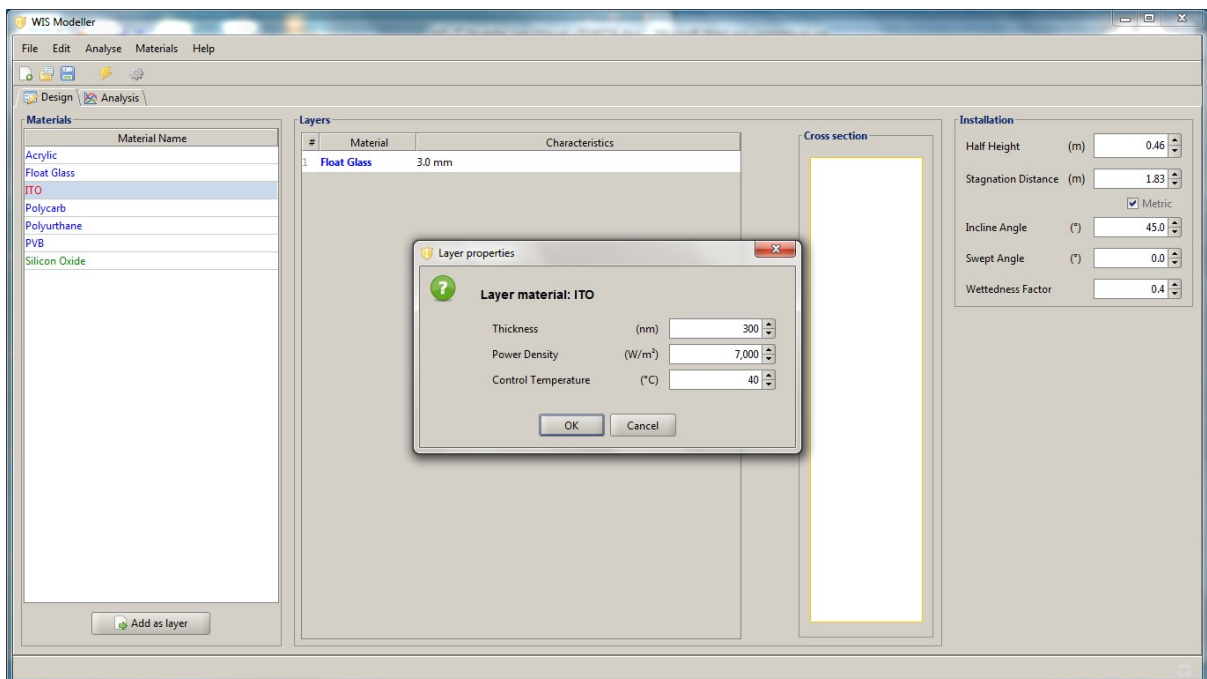 WIS Modeller
File Edit Analyse Materials Help
Design Analysis
Materials
Material Name
Acrylic
Float Glass
ITO
Polycarb
Polyurthane
PVB
Silicon Oxide
Add as layer
Layers
# Material Characteristics
1 Float Glass 3.0 mm
Cross section
Installation
Half Height (m) 0.46
Stagnation Distance (m) 1.83
Metric
Incline Angle (°) 45.0
Swept Angle (°) 0.0
Wettedness Factor 0.4
Layer properties
Layer material: ITO
Thickness (nm) 300
Power Density (W/m²) 7,000
Control Temperature (°C) 40
OK Cancel